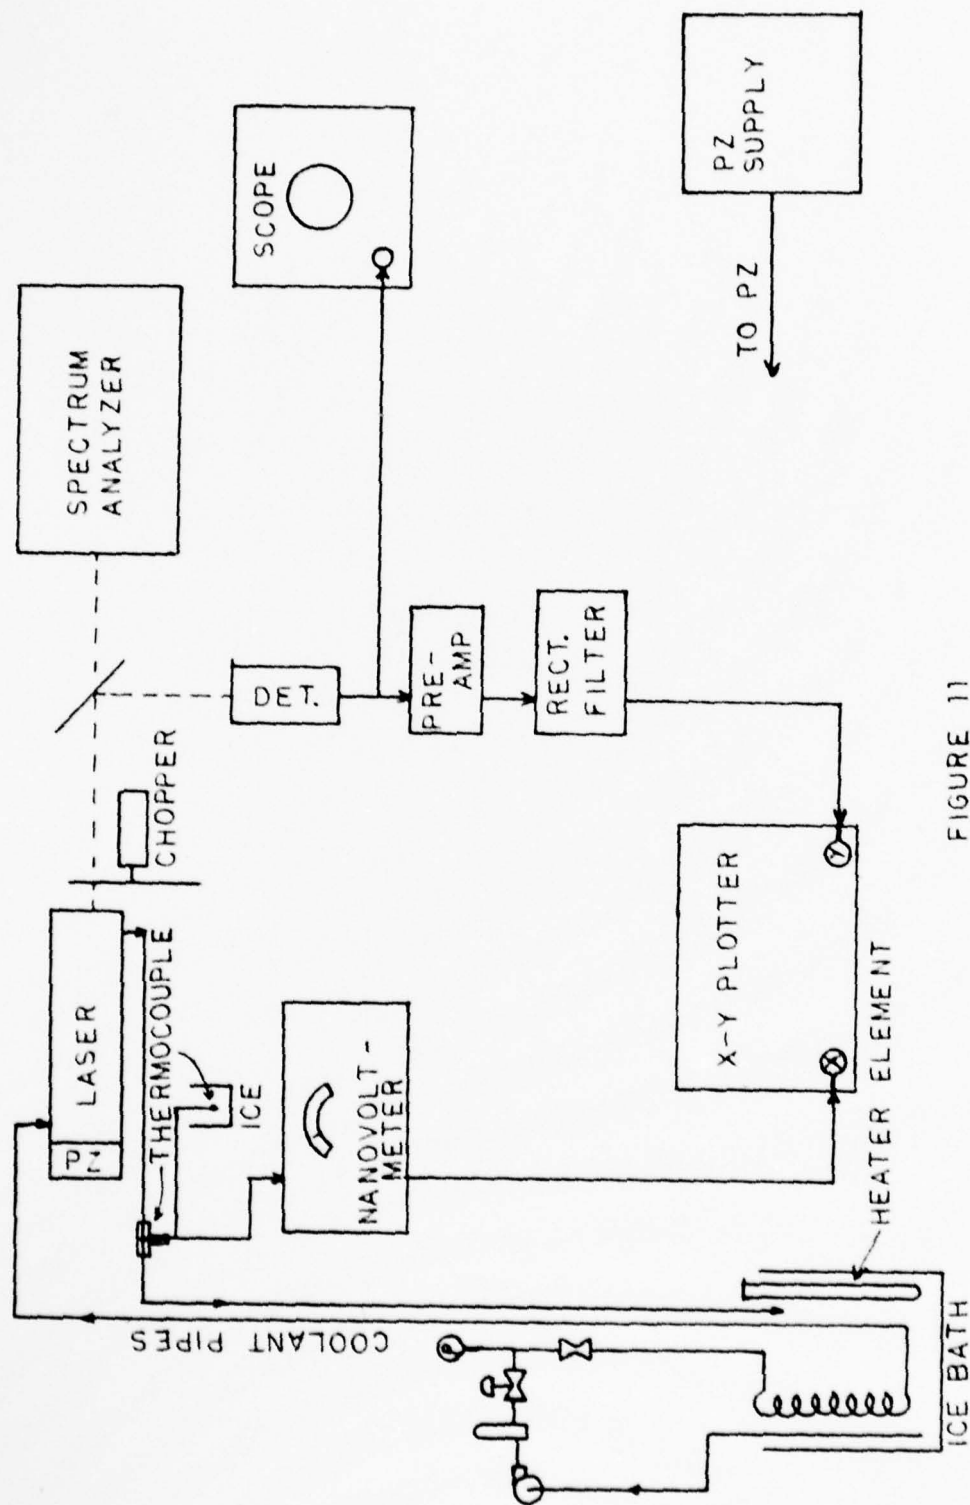 SPECTRUM
ANALYZER
SCOPE
PZ
SUPPLY
TO PZ
CHOPPER
DET.
PRE-
AMP
RECT.
FILTER
LASER
PZ
THERMOCOUPLE
ICE
NANOVOLT-
METER
X-Y PLOTTER
X
Y
COOLANT PIPES
P
HEATER ELEMENT
ICE BATH
FIGURE 11